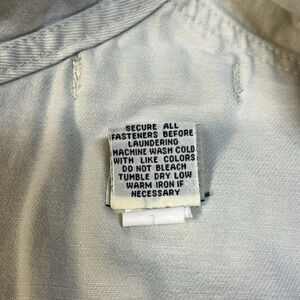 SECURE ALL
FASTENERS BEFORE
LAUNDERING
MACHINE WASH COLD
WITH LIKE COLORS
DO NOT BLEACH
TUMBLE DRY LOW
WARM IRON IF
NECESSARY